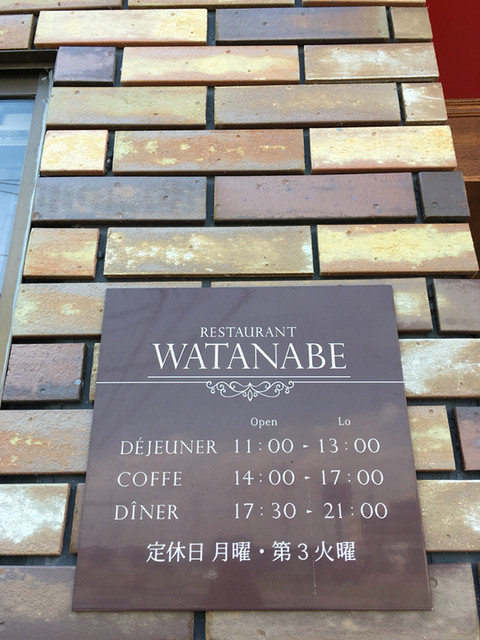 RESTAURANT
WATANABE
Open Lo
DÉJEUNER 11:00 - 13:00
COFFE 14:00 - 17:00
DÎNER 17:30 - 21:00
定休日 月曜・第3火曜